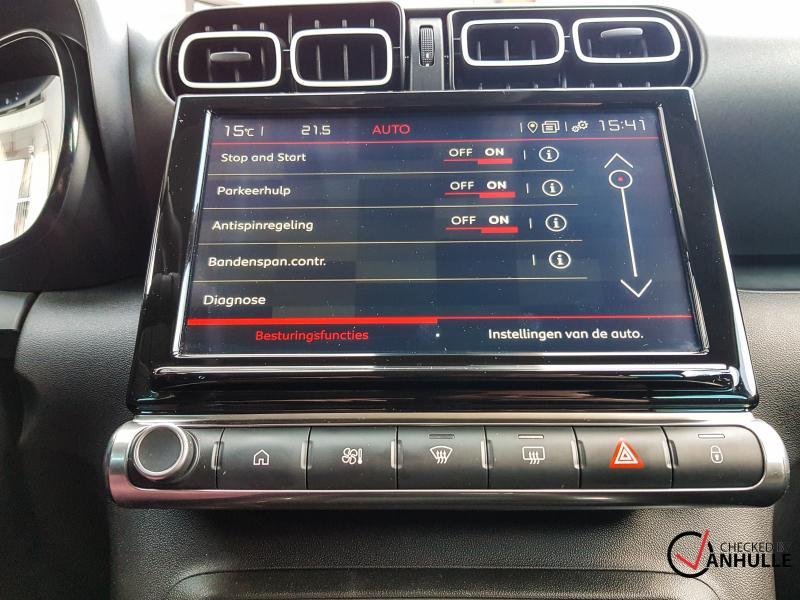 15°C 21.5 AUTO 15:41
Stop and Start OFF ON
Parkeerhulp OFF ON
Antispinregeling OFF ON
Bandenspan.contr.
Diagnose
Besturingsfuncties Instellingen van de auto.
CHECKED BY
VANHULLE